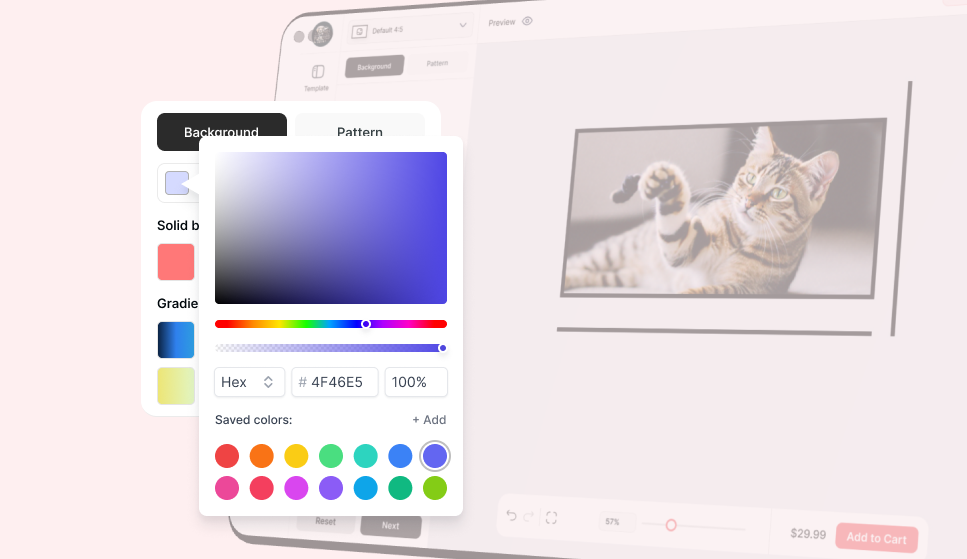 Default 4:5
Preview
Background
Pattern
Template
Background
Pattern
Solid b
Gradie
Hex
# 4F46E5
100%
Saved colors:
+ Add
Reset
Next
57%
$29.99
Add to Cart